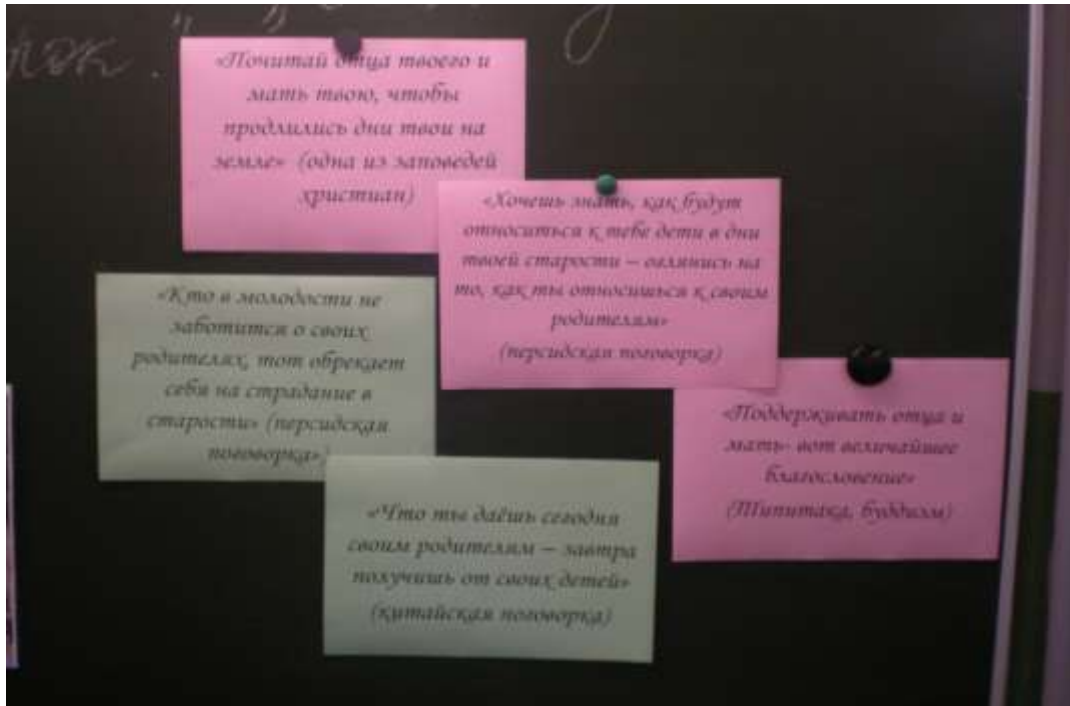 «Почитай отца твоего и
мать твою, чтобы
продлились дни твои на
земле» (одна из заповедей
христиан)
«Хочешь знать, как будут
относиться к тебе дети в дни
твоей старости – оглянись на
то, как ты относишься к своим
родителям»
(персидская поговорка)
«Кто в молодости не
заботится о своих
родителях, тот обрекает
себя на страдание в
старости» (персидская
поговорка»)
«Поддерживать отца и
мать- вот величайшее
благословение»
(Типитака, буддизм)
«Что ты даёшь сегодня
своим родителям – завтра
получишь от своих детей»
(китайская поговорка)